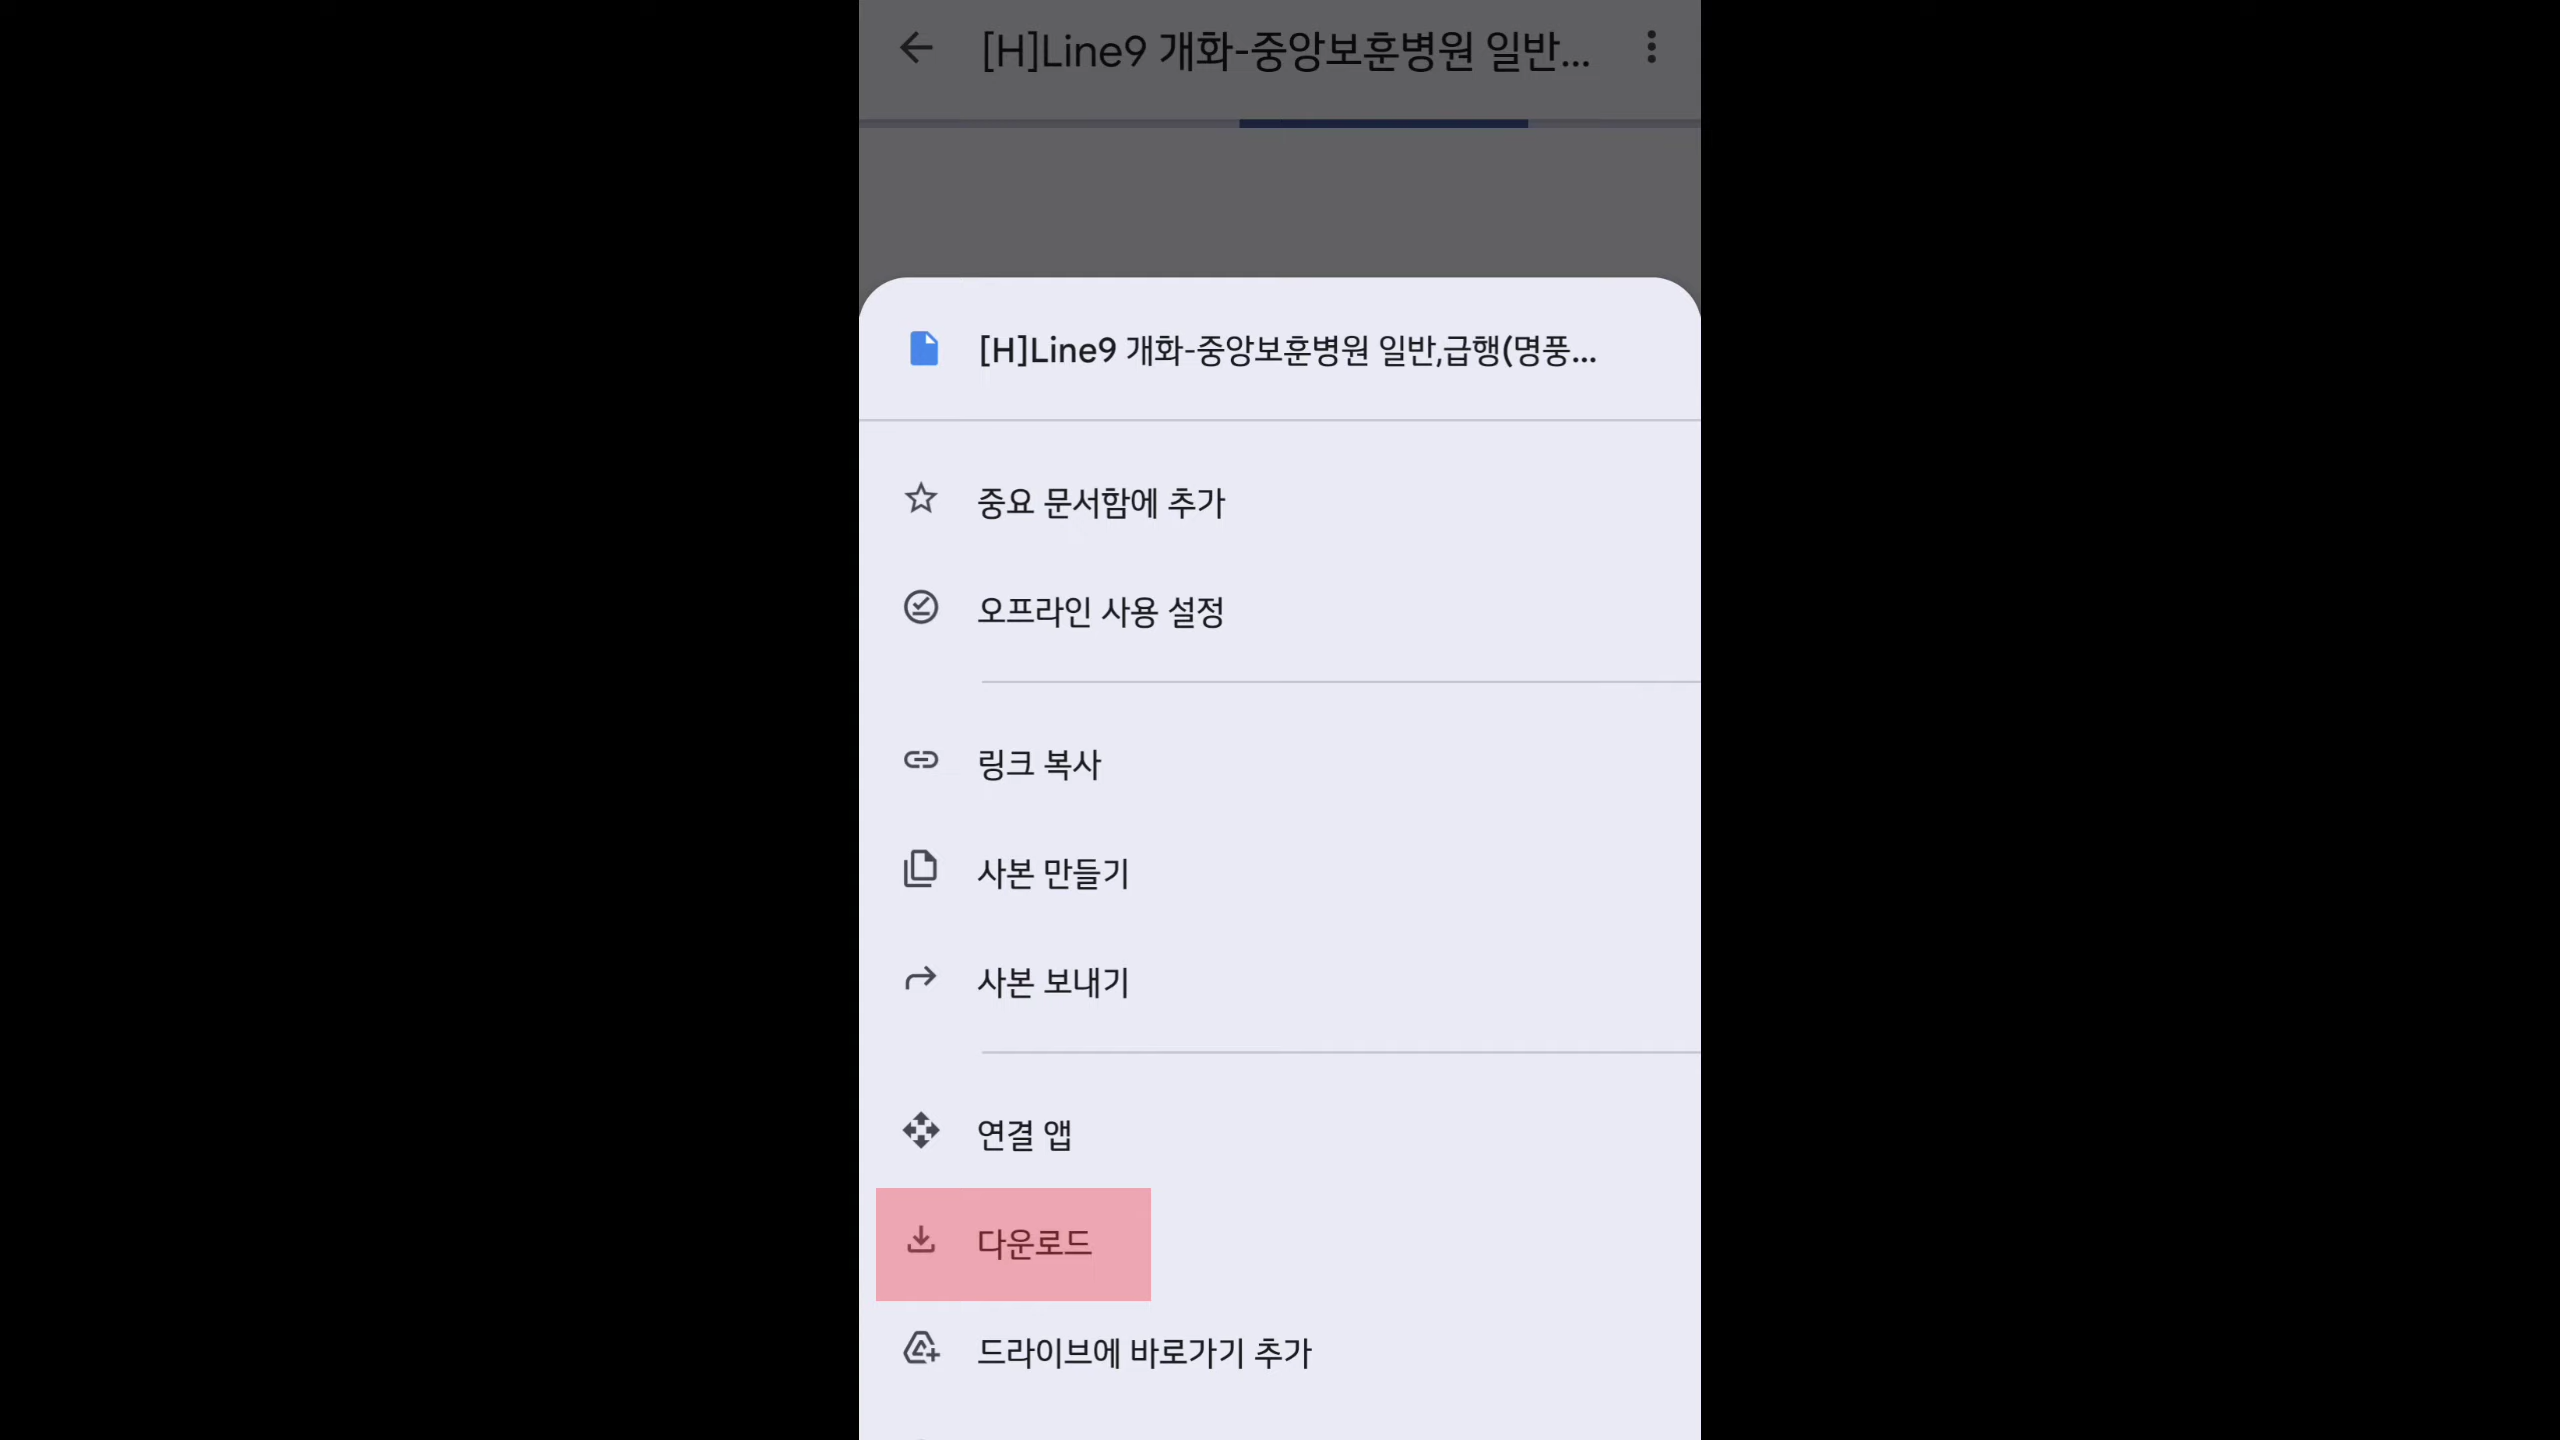 [H]Line9 개화-중앙보훈병원 일반...
[H]Line9 개화-중앙보훈병원 일반,급행(명풍...
중요 문서함에 추가
오프라인 사용 설정
링크 복사
사본 만들기
사본 보내기
연결 앱
다운로드
드라이브에 바로가기 추가